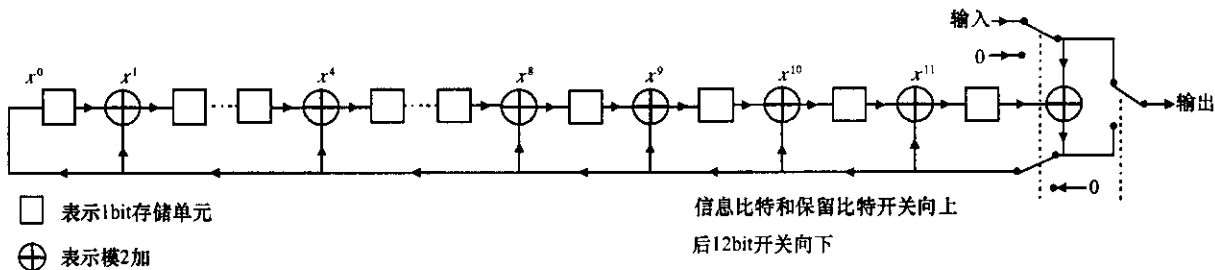 输入
0
x⁰ x¹ x⁴ x⁸ x⁹ x¹⁰ x¹¹
输出
0
表示1bit存储单元
信息比特和保留比特开关向上
表示模2加
后12bit开关向下